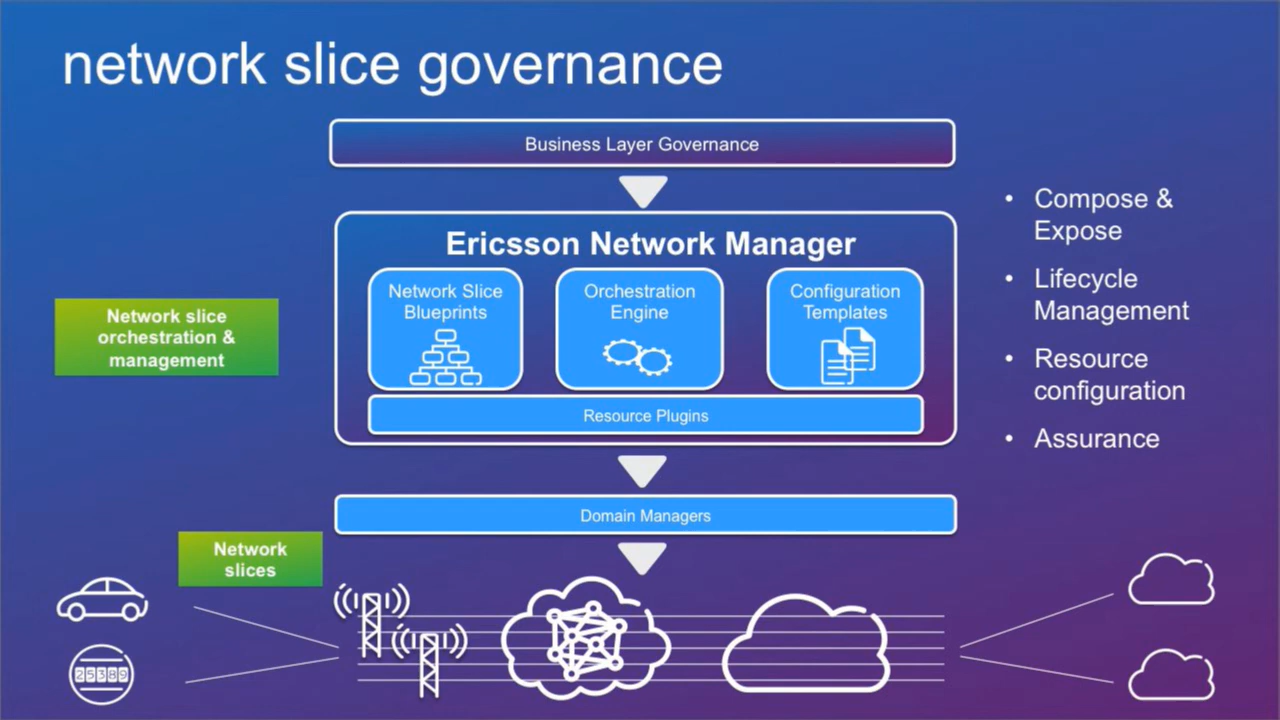 network slice governance
Business Layer Governance
Ericsson Network Manager
Network Slice
Blueprints
Orchestration
Engine
Configuration
Templates
Resource Plugins
Domain Managers
Network slice
orchestration &
management
Network
slices
• Compose &
Expose
• Lifecycle
Management
• Resource
configuration
• Assurance
25389